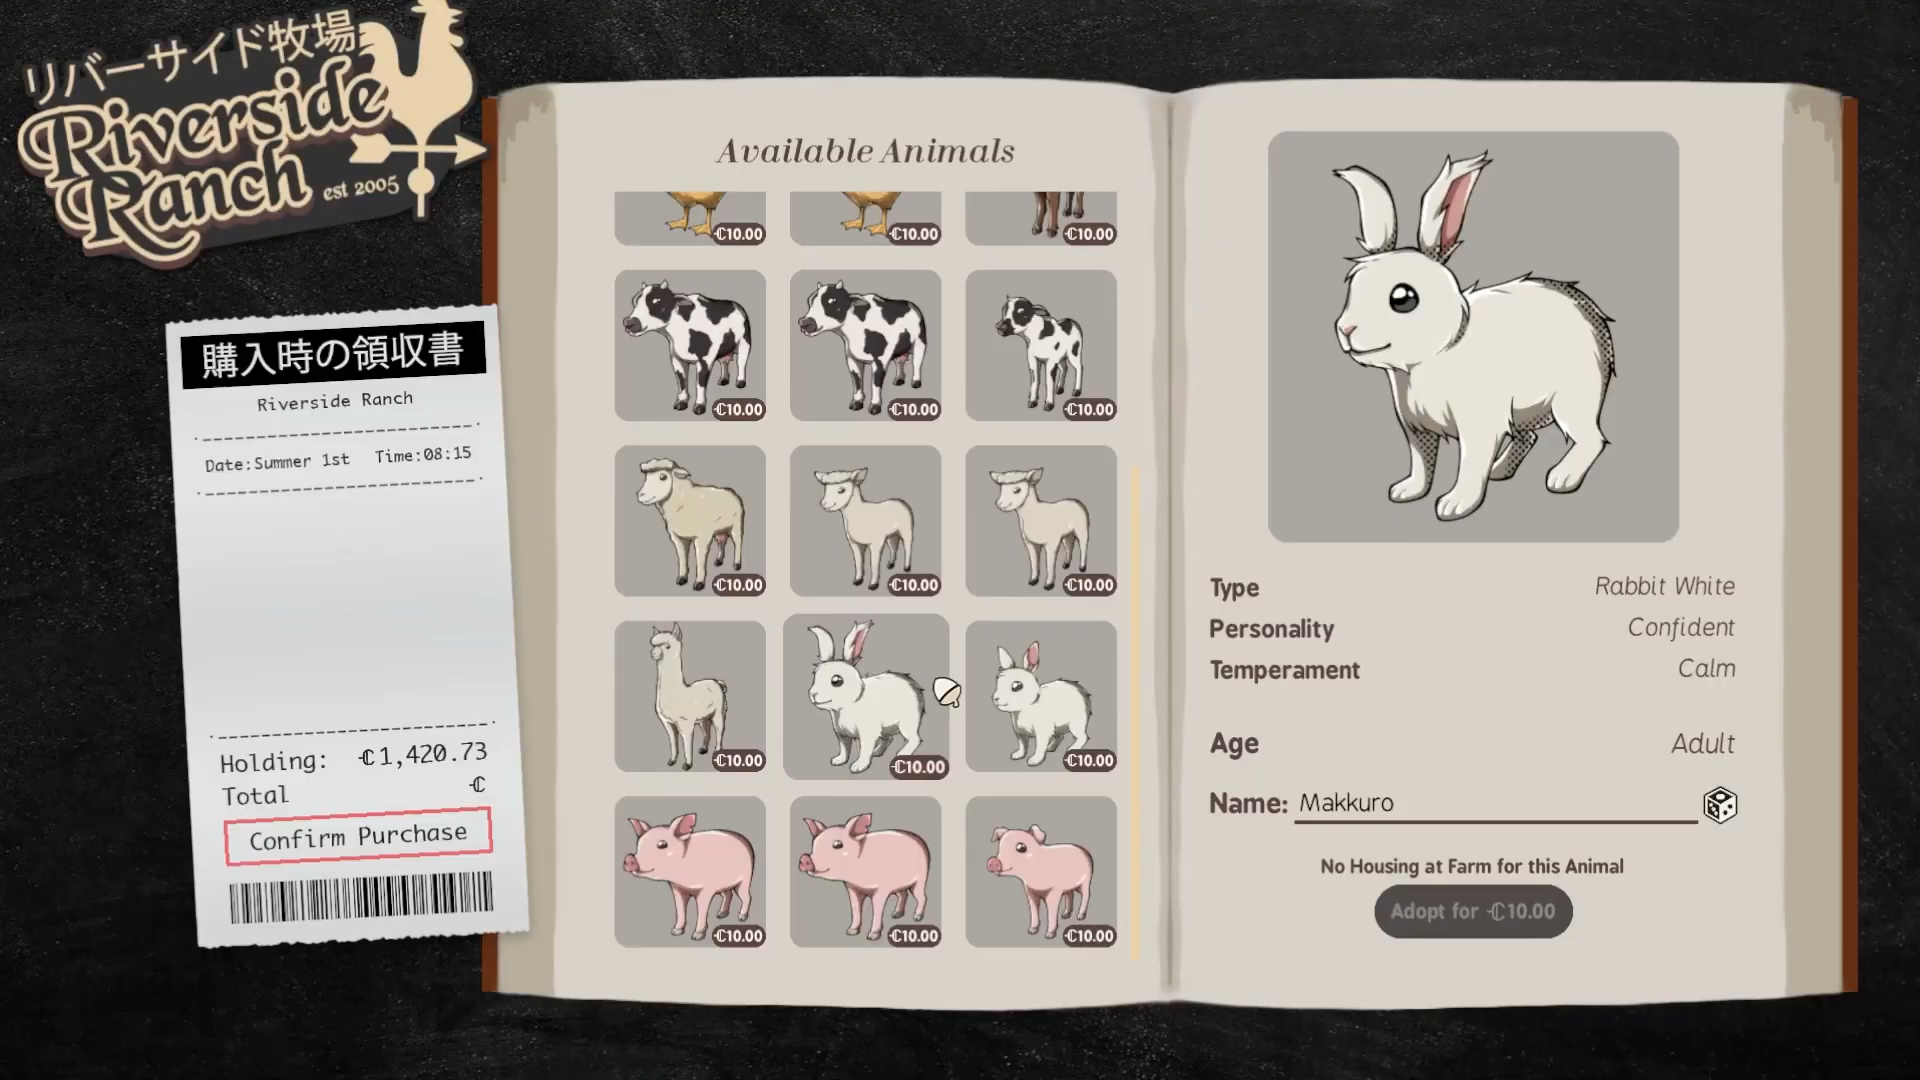 リバーサイド牧場
Riverside
Ranch
est 2005
購入時の領収書
Riverside Ranch
Date:Summer 1st Time:08:15
Holding: ₵1,420.73
Total ₵
Confirm Purchase
Available Animals
₵10.00 ₵10.00 ₵10.00
₵10.00 ₵10.00 ₵10.00
₵10.00 ₵10.00 ₵10.00
₵10.00 ₵10.00 ₵10.00
₵10.00 ₵10.00 ₵10.00
Type Rabbit White
Personality Confident
Temperament Calm
Age Adult
Name: Makkuro
No Housing at Farm for this Animal
Adopt for ₵10.00